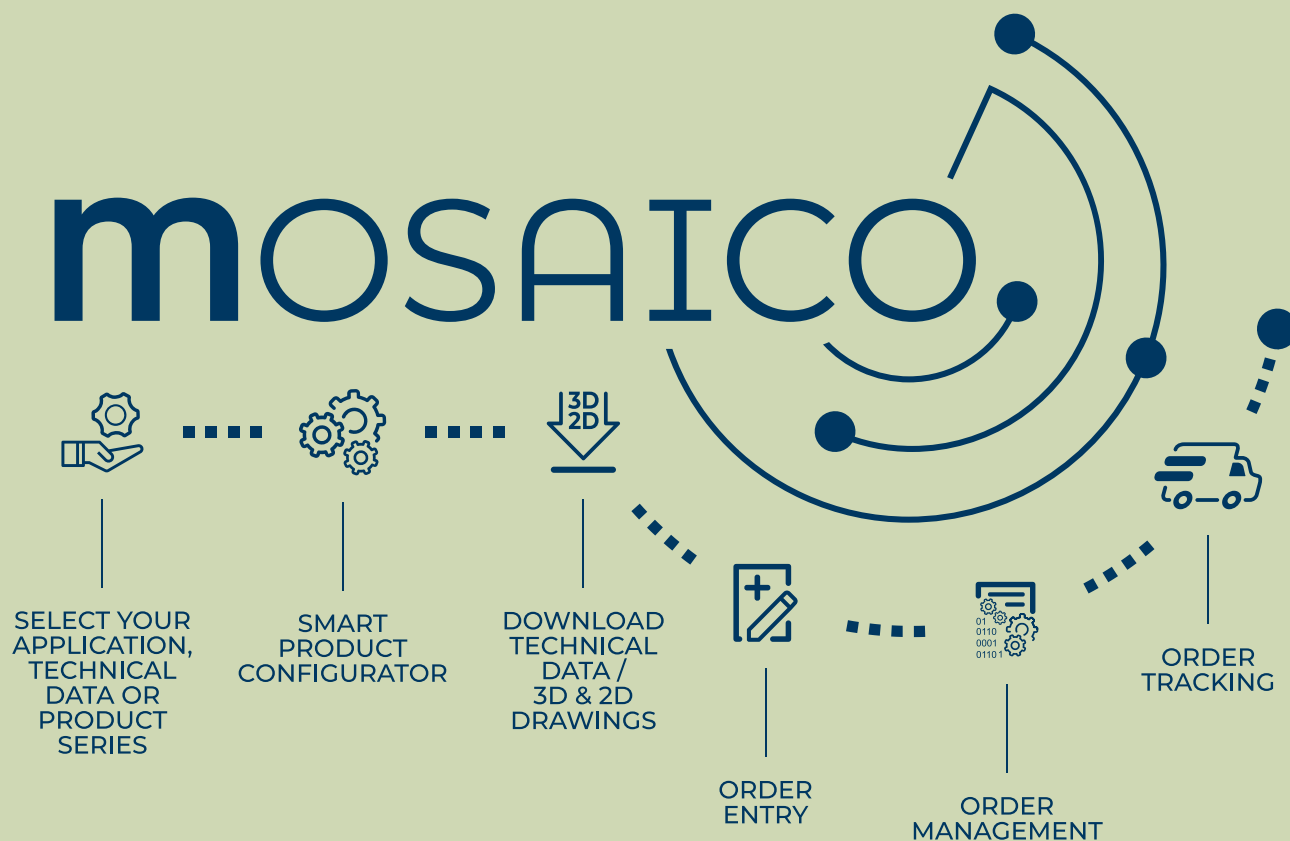 mOSAICO
3D
2D
SELECT YOUR
APPLICATION,
TECHNICAL
DATA OR
PRODUCT
SERIES
SMART
PRODUCT
CONFIGURATOR
DOWNLOAD
TECHNICAL
DATA /
3D & 2D
DRAWINGS
ORDER
ENTRY
01
0110
0001
01101
ORDER
MANAGEMENT
ORDER
TRACKING